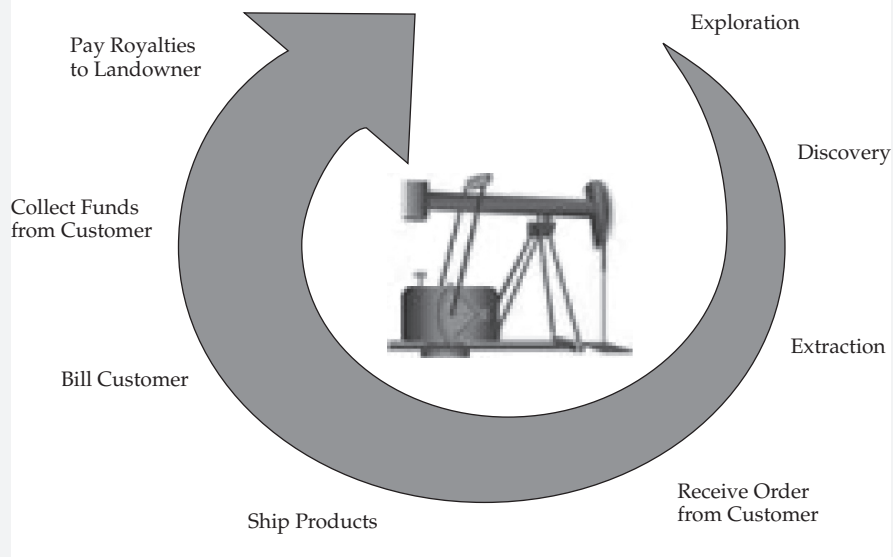 Exploration
Discovery
Extraction
Receive Order
from Customer
Ship Products
Bill Customer
Collect Funds
from Customer
Pay Royalties
to Landowner